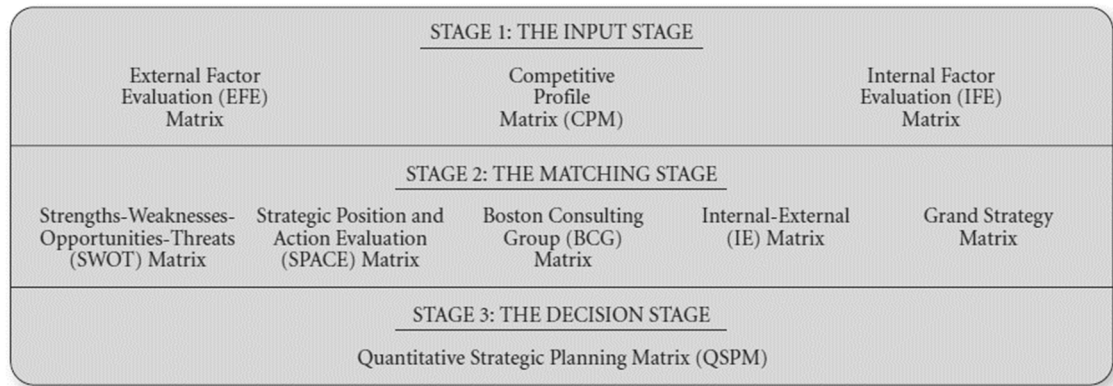 STAGE 1: THE INPUT STAGE
External Factor
Evaluation (EFE)
Matrix
Competitive
Profile
Matrix (CPM)
Internal Factor
Evaluation (IFE)
Matrix
STAGE 2: THE MATCHING STAGE
Strengths-Weaknesses-
Opportunities-Threats
(SWOT) Matrix
Strategic Position and
Action Evaluation
(SPACE) Matrix
Boston Consulting
Group (BCG)
Matrix
Internal-External
(IE) Matrix
Grand Strategy
Matrix
STAGE 3: THE DECISION STAGE
Quantitative Strategic Planning Matrix (QSPM)